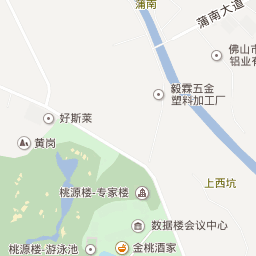 蒲南
蒲南大道
佛山市
铝业有
毅霖五金
塑料加工厂
好斯莱
黄岗
桃源楼-专家楼
上西坑
数据楼会议中心
桃源楼-游泳池
金桃酒家